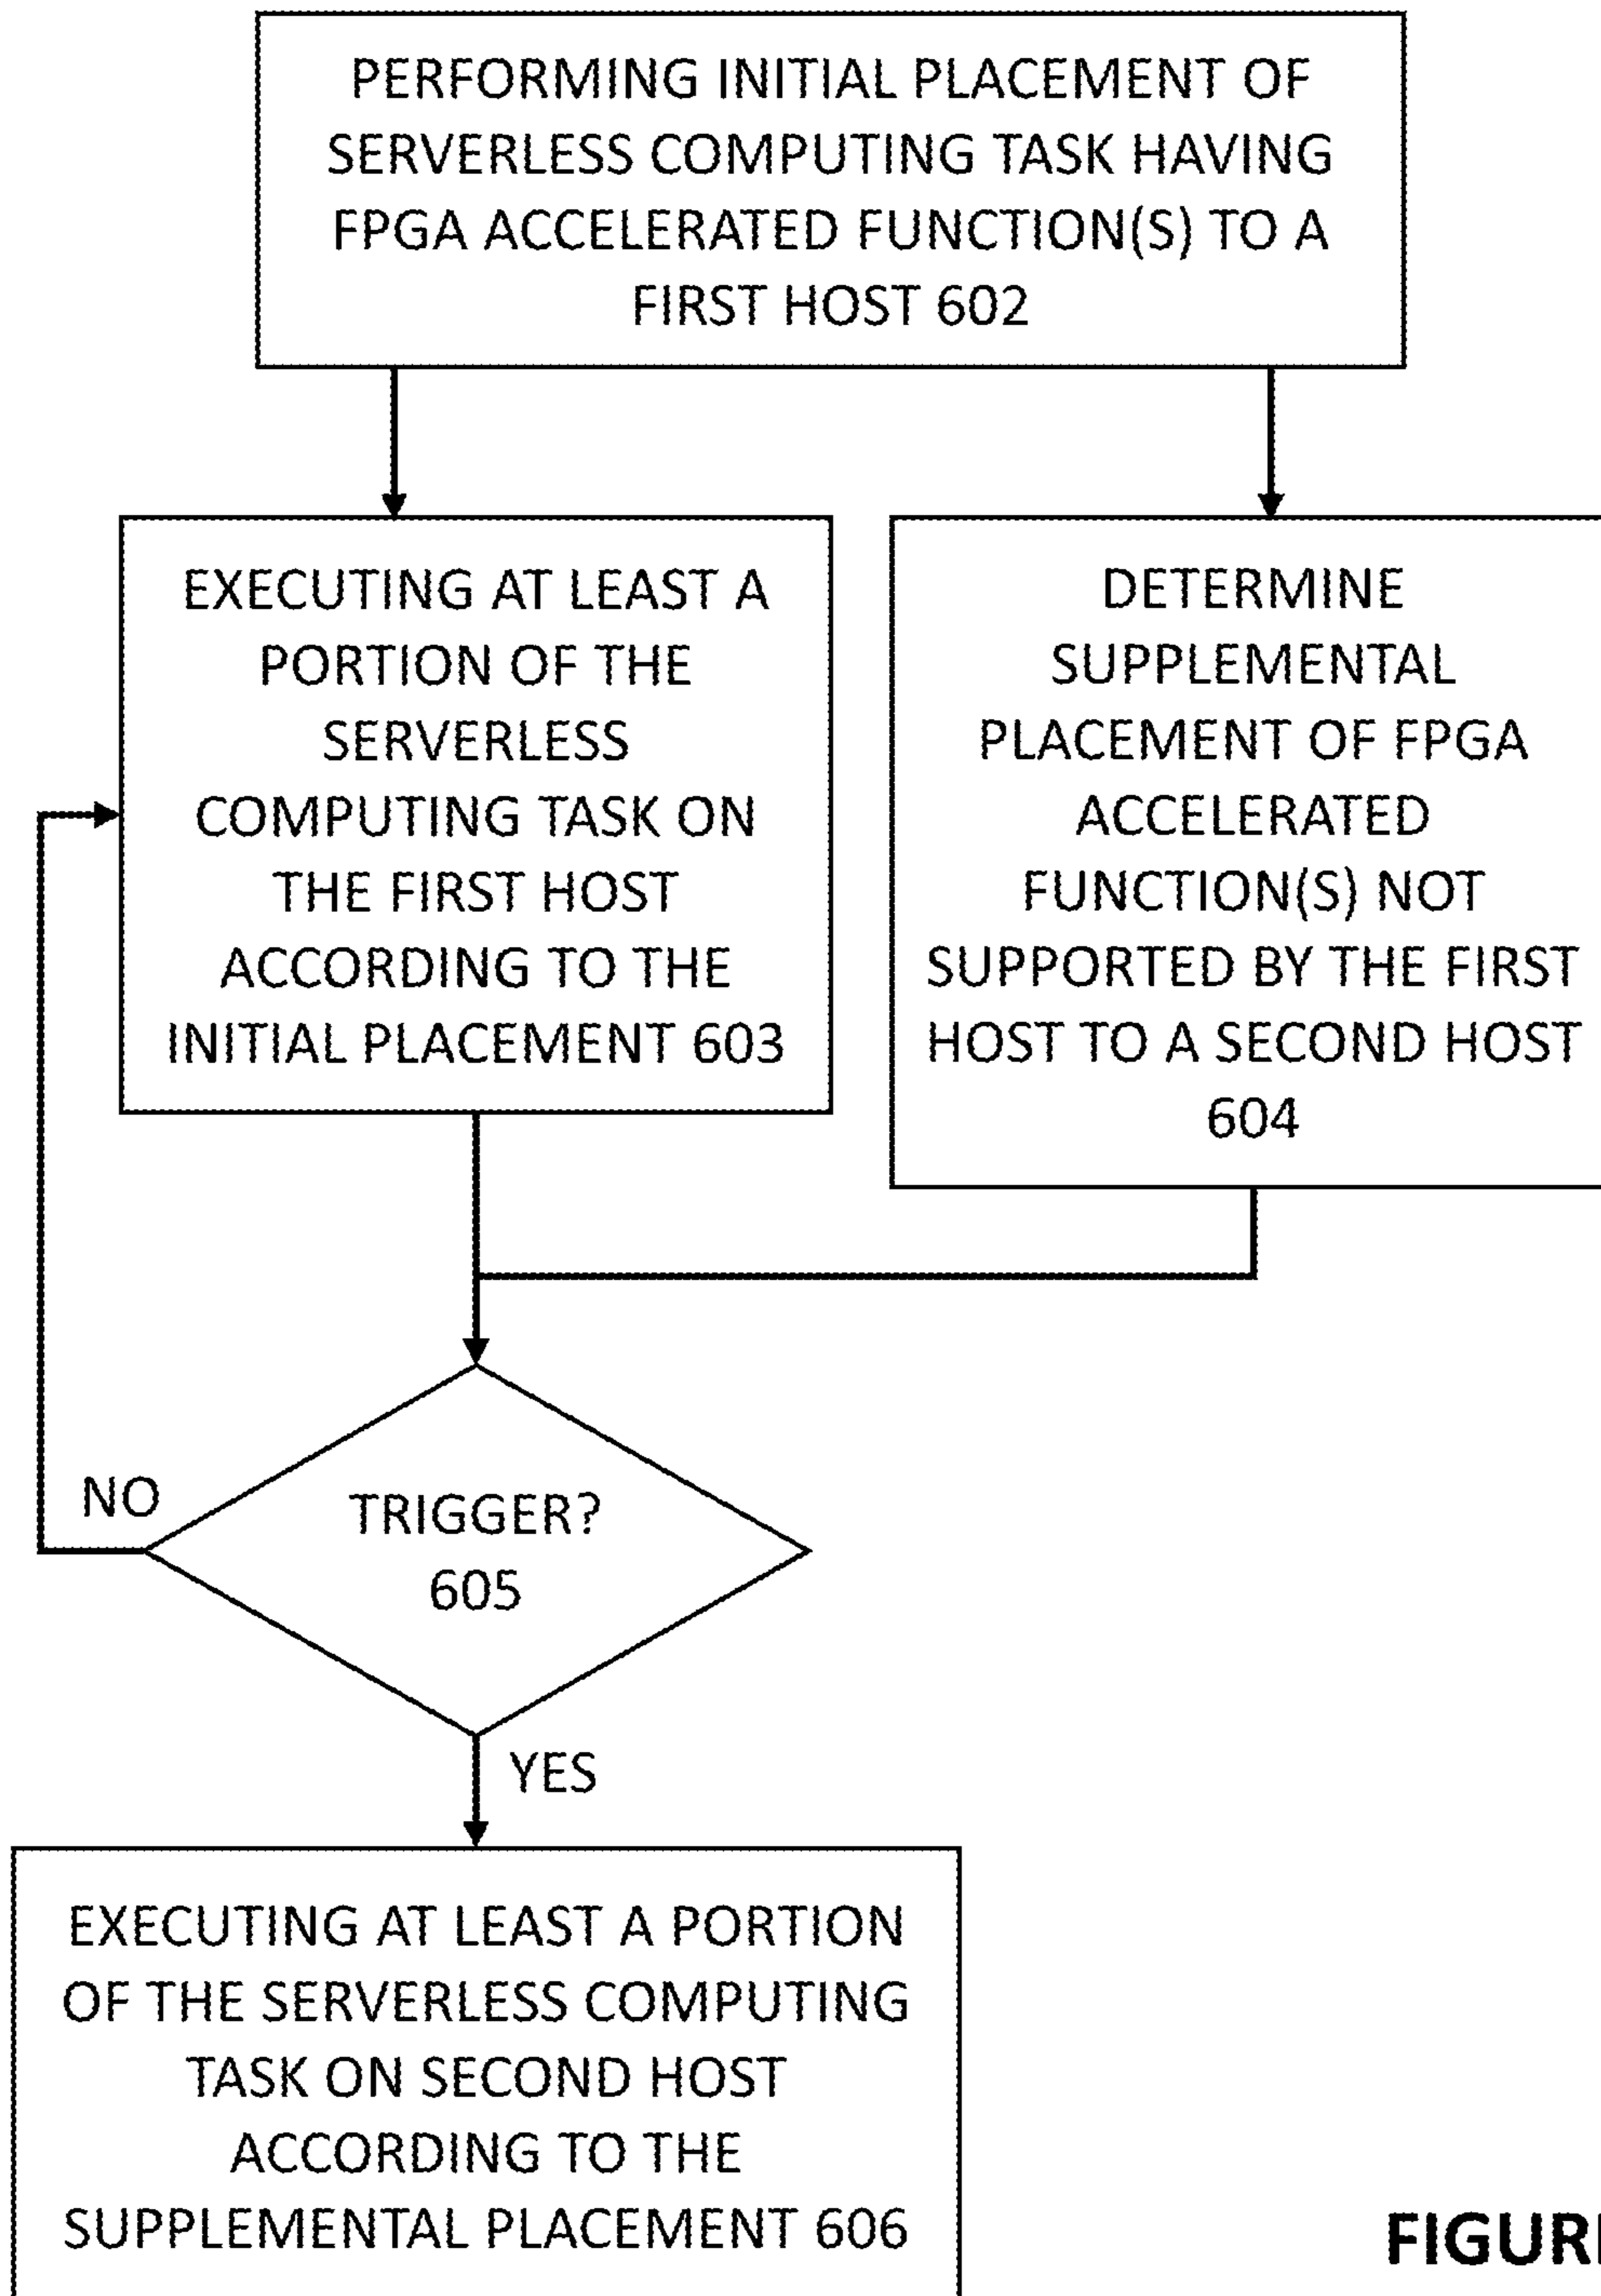 PERFORMING INITIAL PLACEMENT OF
SERVERLESS COMPUTING TASK HAVING
FPGA ACCELERATED FUNCTION(S) TO A
FIRST HOST 602
EXECUTING AT LEAST A
PORTION OF THE
SERVERLESS
COMPUTING TASK ON
THE FIRST HOST
ACCORDING TO THE
INITIAL PLACEMENT 603
DETERMINE
SUPPLEMENTAL
PLACEMENT OF FPGA
ACCELERATED
FUNCTION(S) NOT
SUPPORTED BY THE FIRST
HOST TO A SECOND HOST
604
NO
TRIGGER?
605
YES
EXECUTING AT LEAST A PORTION
OF THE SERVERLESS COMPUTING
TASK ON SECOND HOST
ACCORDING TO THE
SUPPLEMENTAL PLACEMENT 606